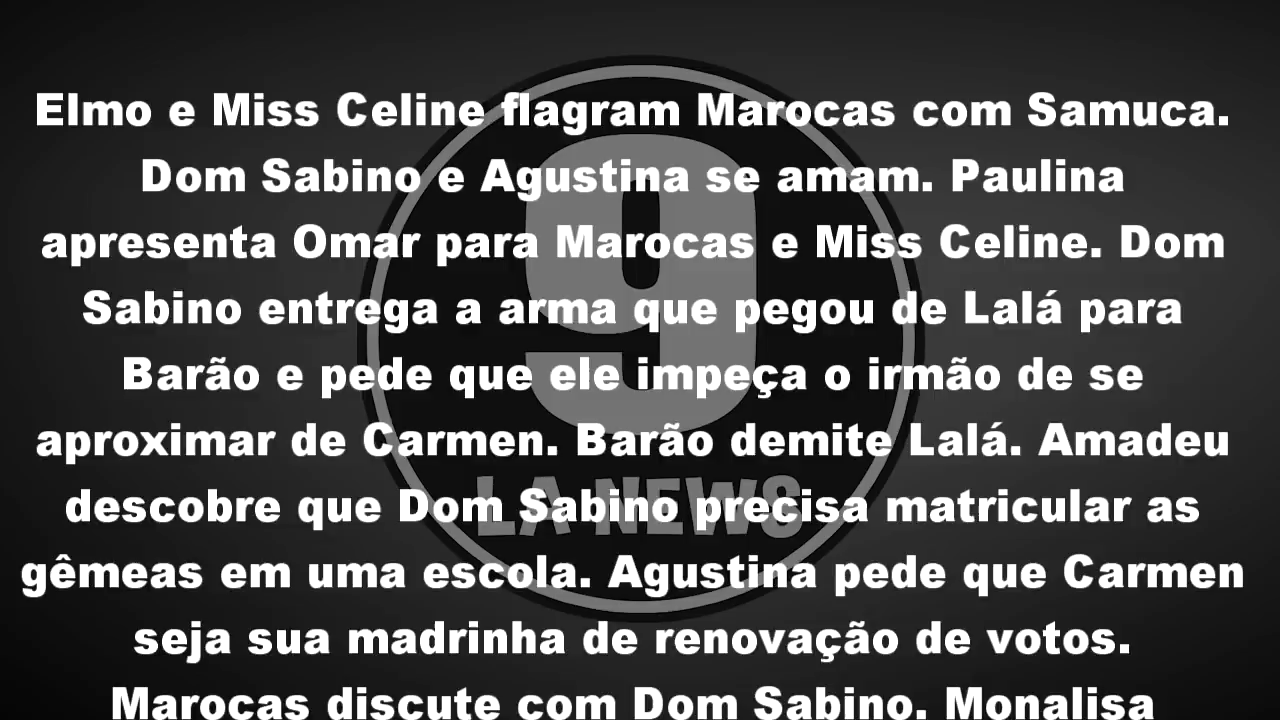 Elmo e Miss Celine flagram Marocas com Samuca.
Dom Sabino e Agustina se amam. Paulina
apresenta Omar para Marocas e Miss Celine. Dom
Sabino entrega a arma que pegou de Lalá para
Barão e pede que ele impeça o irmão de se
aproximar de Carmen. Barão demite Lalá. Amadeu
descobre que Dom Sabino precisa matricular as
gêmeas em uma escola. Agustina pede que Carmen
seja sua madrinha de renovação de votos.
Marocas discute com Dom Sabino. Monalisa
9
LA NEWS